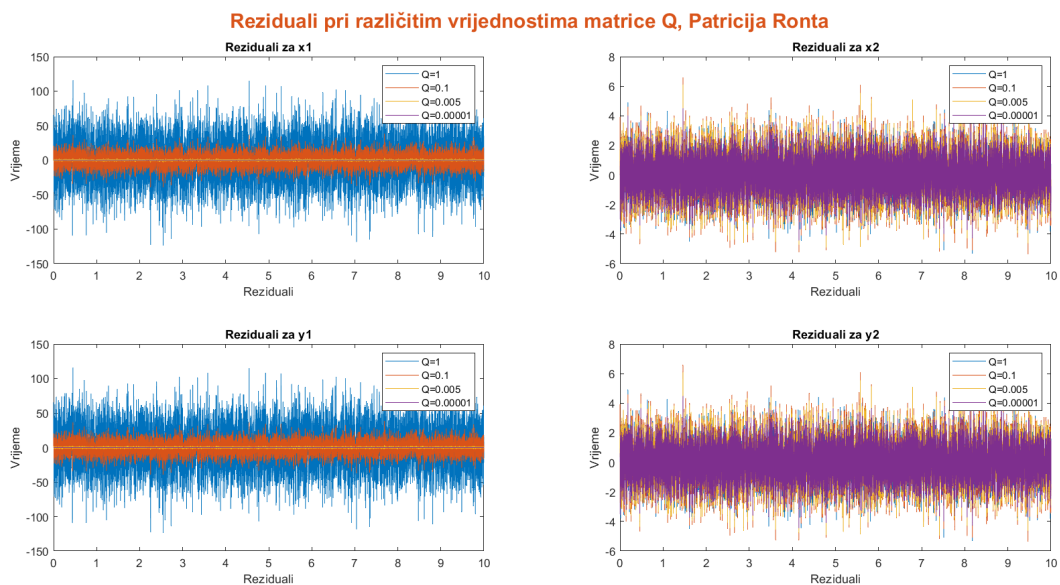 Reziduali pri različitim vrijednostima matrice Q, Patricija Ronta
Reziduali za x1
150
100
50
0
-50
-100
-150
Vrijeme
0 1 2 3 4 5 6 7 8 9 10
Reziduali
Q=1
Q=0.1
Q=0.005
Q=0.00001
Reziduali za x2
8
6
4
2
0
-2
-4
-6
Vrijeme
0 1 2 3 4 5 6 7 8 9 10
Reziduali
Q=1
Q=0.1
Q=0.005
Q=0.00001
Reziduali za y1
150
100
50
0
-50
-100
-150
Vrijeme
0 1 2 3 4 5 6 7 8 9 10
Reziduali
Q=1
Q=0.1
Q=0.005
Q=0.00001
Reziduali za y2
8
6
4
2
0
-2
-4
-6
Vrijeme
0 1 2 3 4 5 6 7 8 9 10
Reziduali
Q=1
Q=0.1
Q=0.005
Q=0.00001